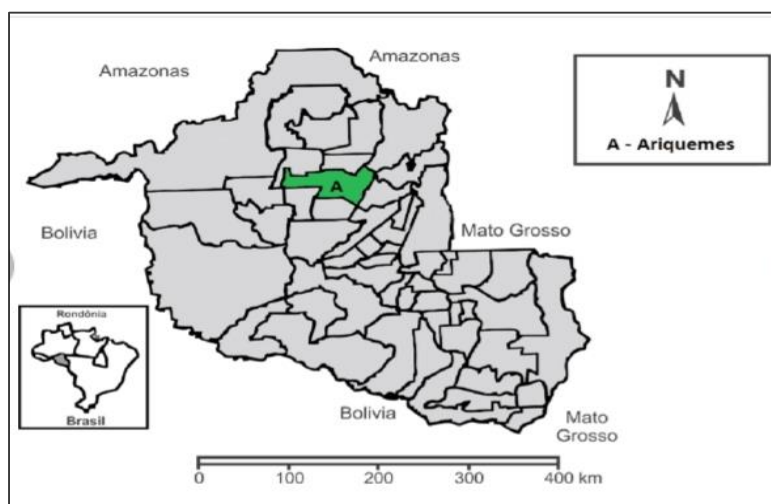 Amazonas
Amazonas
N
A - Ariquemes
A
Bolivia
Mato Grosso
Rondônia
Brasil
Bolivia
Mato
Grosso
0 100 200 300 400 km